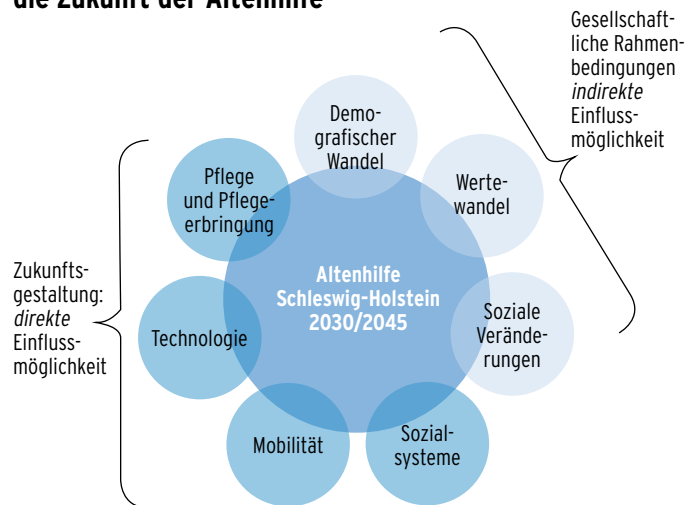 die Zukunft der Altenhilfe
Gesellschaft-
liche Rahmen-
bedingungen
indirekte
Einfluss-
möglichkeit
Demo-
grafischer
Wandel
Pflege
und Pflege-
erbringung
Werte-
wandel
Altenhilfe
Schleswig-Holstein
2030/2045
Zukunfts-
gestaltung:
direkte
Einfluss-
möglichkeit
Technologie
Soziale
Verände-
rungen
Mobilität
Sozial-
systeme